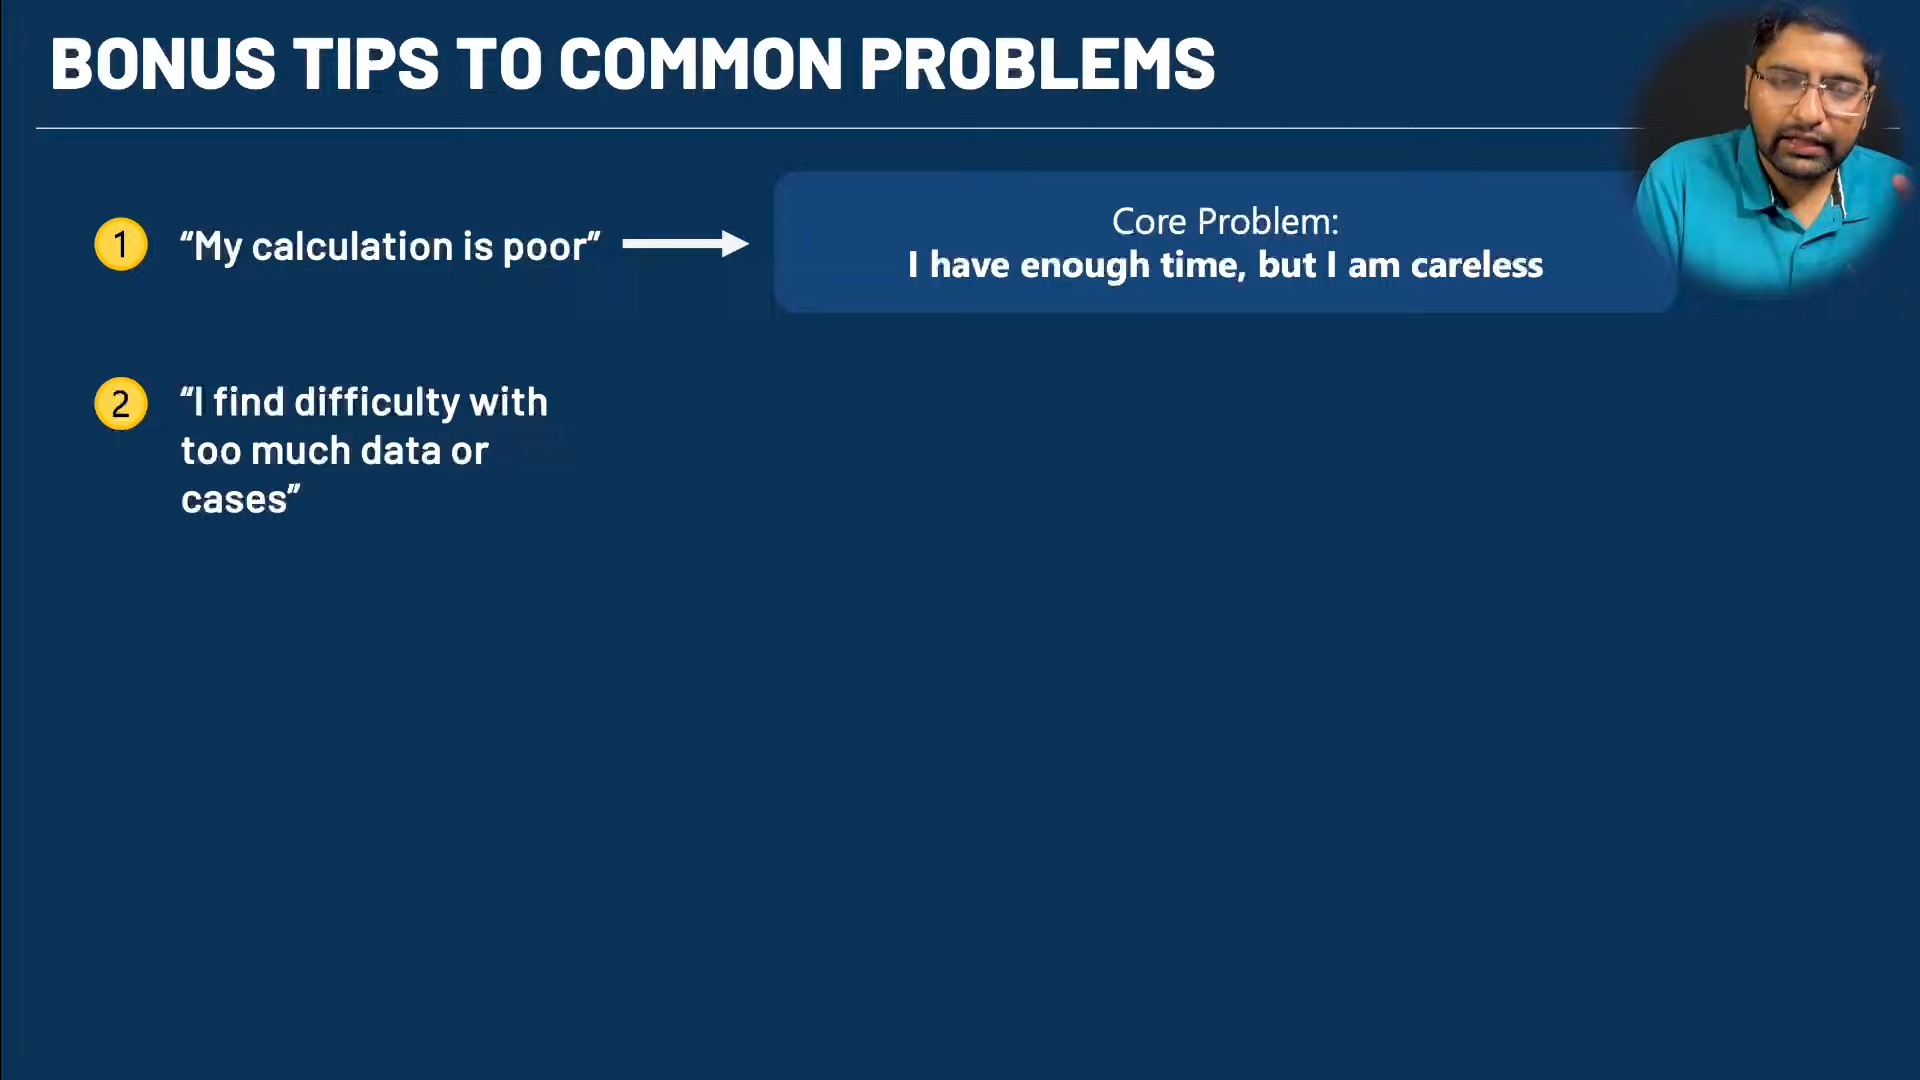 BONUS TIPS TO COMMON PROBLEMS
1 “My calculation is poor”
Core Problem:
I have enough time, but I am careless
2 “I find difficulty with
too much data or
cases”